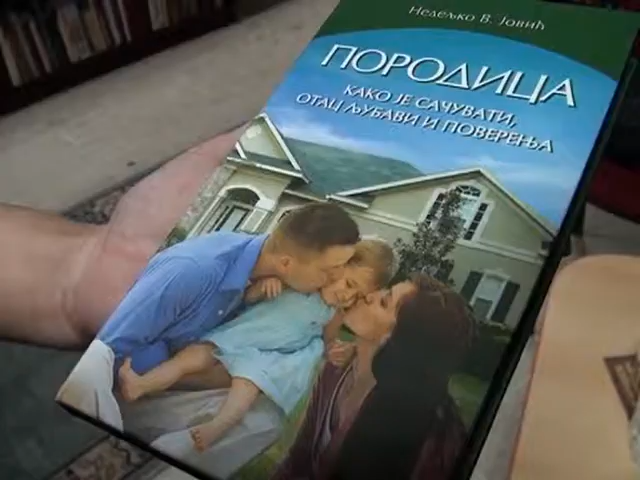 Недељко В. Јовић
ПОРОДИЦА
КАКО ЈЕ САЧУВАТИ,
ОТАЦ ЉУБАВИ И ПОВЕРЕЊА